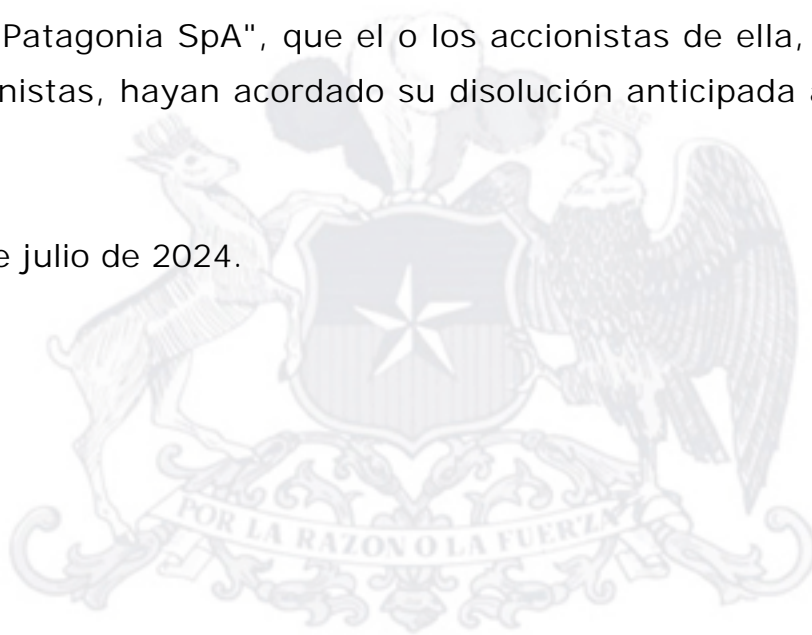 Patagonia SpA", que el o los accionistas de ella,
nistas, hayan acordado su disolución anticipada a
e julio de 2024.
POR LA RAZON O LA FUERZA